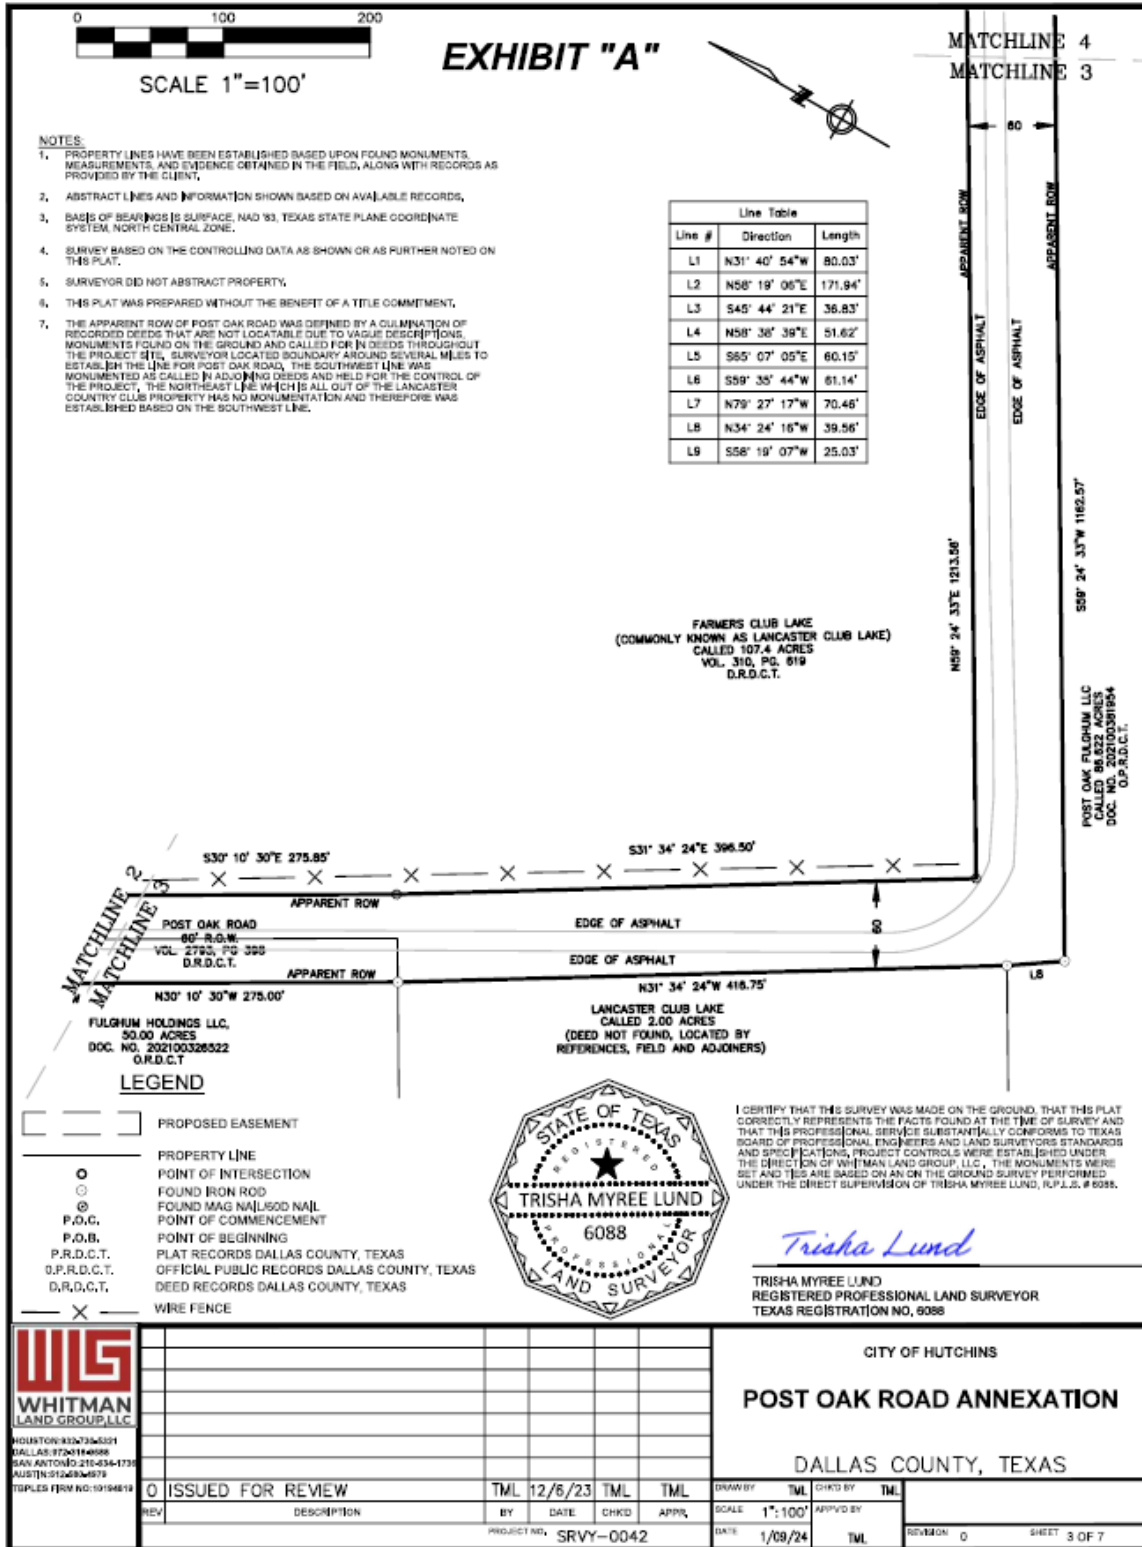 0 100 200
SCALE 1"=100'
EXHIBIT "A"
N
MATCHLINE 4
MATCHLINE 3
60
NOTES:
1. PROPERTY LINES HAVE BEEN ESTABLISHED BASED UPON FOUND MONUMENTS,
MEASUREMENTS, AND EVIDENCE OBTAINED IN THE FIELD, ALONG WITH RECORDS AS
PROVIDED BY THE CLIENT.
2. ABSTRACT LINES AND INFORMATION SHOWN BASED ON AVAILABLE RECORDS.
3. BASIS OF BEARINGS IS SURFACE, NAD '83, TEXAS STATE PLANE COORDINATE
SYSTEM, NORTH CENTRAL ZONE.
4. SURVEY BASED ON THE CONTROLLING DATA AS SHOWN OR AS FURTHER NOTED ON
THIS PLAT.
5. SURVEYOR DID NOT ABSTRACT PROPERTY.
6. THIS PLAT WAS PREPARED WITHOUT THE BENEFIT OF A TITLE COMMITMENT.
7. THE APPARENT ROW OF POST OAK ROAD WAS DEFINED BY A CULMINATION OF
RECORDED DEEDS THAT ARE NOT LOCATABLE DUE TO VAGUE DESCRIPTIONS,
MONUMENTS FOUND ON THE GROUND AND CALLED FOR IN DEEDS THROUGHOUT
THE PROJECT SITE. SURVEYOR LOCATED BOUNDARY AROUND SEVERAL MILES TO
ESTABLISH THE LINE FOR POST OAK ROAD. THE SOUTHWEST LINE WAS
MONUMENTED AS CALLED IN ADJOINING DEEDS AND HELD FOR THE CONTROL OF
THE PROJECT, THE NORTHEAST LINE WHICH IS ALL OUT OF THE LANCASTER
COUNTRY CLUB PROPERTY HAS NO MONUMENTATION AND THEREFORE WAS
ESTABLISHED BASED ON THE SOUTHWEST LINE.
Line Table
Line # Direction Length
L1 N31° 40' 54"W 80.03'
L2 N58° 19' 06"E 171.94'
L3 S45° 44' 21"E 36.83'
L4 N58° 38' 39"E 51.62'
L5 S65° 07' 05"E 60.15'
L6 S59° 35' 44"W 61.14'
L7 N79° 27' 17"W 70.46'
L8 N34° 24' 16"W 39.56'
L9 S58° 19' 07"W 25.03'
APPARENT ROW
APPARENT ROW
EDGE OF ASPHALT
EDGE OF ASPHALT
N59° 24' 33"E 1213.56'
S59° 24' 33"W 1162.57'
POST OAK FULGHUM LLC
CALLED 86.622 ACRES
DOC. NO. 202100381954
O.P.R.D.C.T.
FARMERS CLUB LAKE
(COMMONLY KNOWN AS LANCASTER CLUB LAKE)
CALLED 107.4 ACRES
VOL. 310, PG. 619
D.R.D.C.T.
S30° 10' 30"E 275.85'
S31° 34' 24"E 396.50'
MATCHLINE 2
MATCHLINE 3
APPARENT ROW
POST OAK ROAD
60' R.O.W.
VOL. 2793, PG 398
D.R.D.C.T.
EDGE OF ASPHALT
60
EDGE OF ASPHALT
APPARENT ROW
L8
N30° 10' 30"W 275.00'
N31° 34' 24"W 416.75'
FULGHUM HOLDINGS LLC,
50.00 ACRES
DOC. NO. 202100326522
O.R.D.C.T
LANCASTER CLUB LAKE
CALLED 2.00 ACRES
(DEED NOT FOUND, LOCATED BY
REFERENCES, FIELD AND ADJOINERS)
LEGEND
PROPOSED EASEMENT
PROPERTY LINE
POINT OF INTERSECTION
FOUND IRON ROD
FOUND MAG NAIL/60D NAIL
P.O.C. POINT OF COMMENCEMENT
P.O.B. POINT OF BEGINNING
P.R.D.C.T. PLAT RECORDS DALLAS COUNTY, TEXAS
O.P.R.D.C.T. OFFICIAL PUBLIC RECORDS DALLAS COUNTY, TEXAS
D.R.D.C.T. DEED RECORDS DALLAS COUNTY, TEXAS
WIRE FENCE
STATE OF TEXAS
REGISTERED
TRISHA MYREE LUND
6088
PROFESSIONAL
LAND SURVEYOR
I CERTIFY THAT THIS SURVEY WAS MADE ON THE GROUND, THAT THIS PLAT
CORRECTLY REPRESENTS THE FACTS FOUND AT THE TIME OF SURVEY AND
THAT THIS PROFESSIONAL SERVICE SUBSTANTIALLY CONFORMS TO TEXAS
BOARD OF PROFESSIONAL ENGINEERS AND LAND SURVEYORS STANDARDS
AND SPECIFICATIONS, PROJECT CONTROLS WERE ESTABLISHED UNDER
THE DIRECTION OF WHITMAN LAND GROUP, LLC., THE MONUMENTS WERE
SET AND TIES ARE BASED ON AN ON THE GROUND SURVEY PERFORMED
UNDER THE DIRECT SUPERVISION OF TRISHA MYREE LUND, R.P.L.S. # 6088.
Trisha Lund
TRISHA MYREE LUND
REGISTERED PROFESSIONAL LAND SURVEYOR
TEXAS REGISTRATION NO. 6088
WLS
WHITMAN
LAND GROUP,LLC
HOUSTON:
DALLAS:
SAN ANTONIO:
AUSTIN:
TBPLES FIRM NO:
0 ISSUED FOR REVIEW TML 12/6/23 TML TML
REV DESCRIPTION BY DATE CHK'D APPR.
PROJECT NO. SRVY-0042
CITY OF HUTCHINS
POST OAK ROAD ANNEXATION
DALLAS COUNTY, TEXAS
DRAW BY TML CHK'D BY TML
SCALE 1":100' APPV'D BY
DATE 1/09/24 TML
REVISION 0 SHEET 3 OF 7